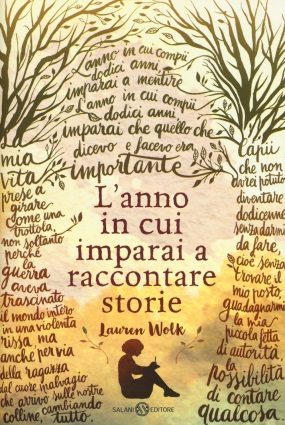 L'anno in cui compii
dodici anni,
imparai a mentire
L'anno in cui compii
dodici anni,
imparai che quello che
dicevo e facevo era
importante
La
mia
vita
prese a
girare
come una
trottola,
non soltanto
perché
la
guerra
aveva
trascinato
il mondo intero
in una violenta
rissa ma
anche per via
della ragazza
dal cuore malvagio
che arrivò sulle nostre
colline, cambiando
tutto.
Capii
che non
avrei potuto
diventare
dodicenne
senza darmi
da fare,
cioè senza
trovare il
mio posto,
guadagnarmi
la mia
piccola fetta
di autorità,
la
possibilità
di contare
qualcosa.
L'anno
in cui
imparai a
raccontare
storie
Lauren Wolk
SALANI EDITORE